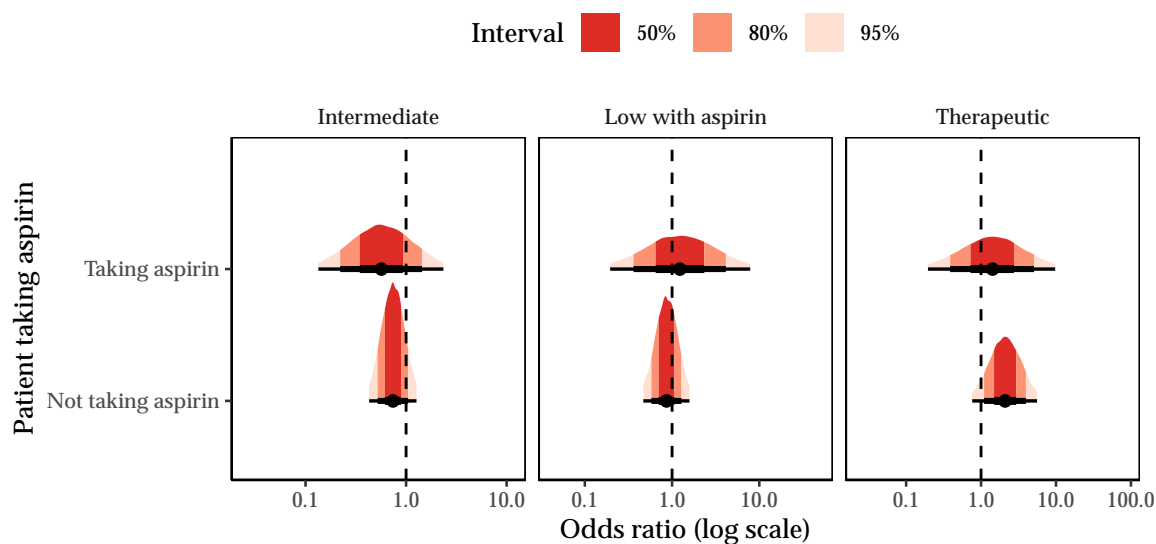 Interval 50% 80% 95%
Intermediate Low with aspirin Therapeutic
Patient taking aspirin
Taking aspirin
Not taking aspirin
0.1 1.0 10.0 0.1 1.0 10.0 0.1 1.0 10.0 100.0
Odds ratio (log scale)